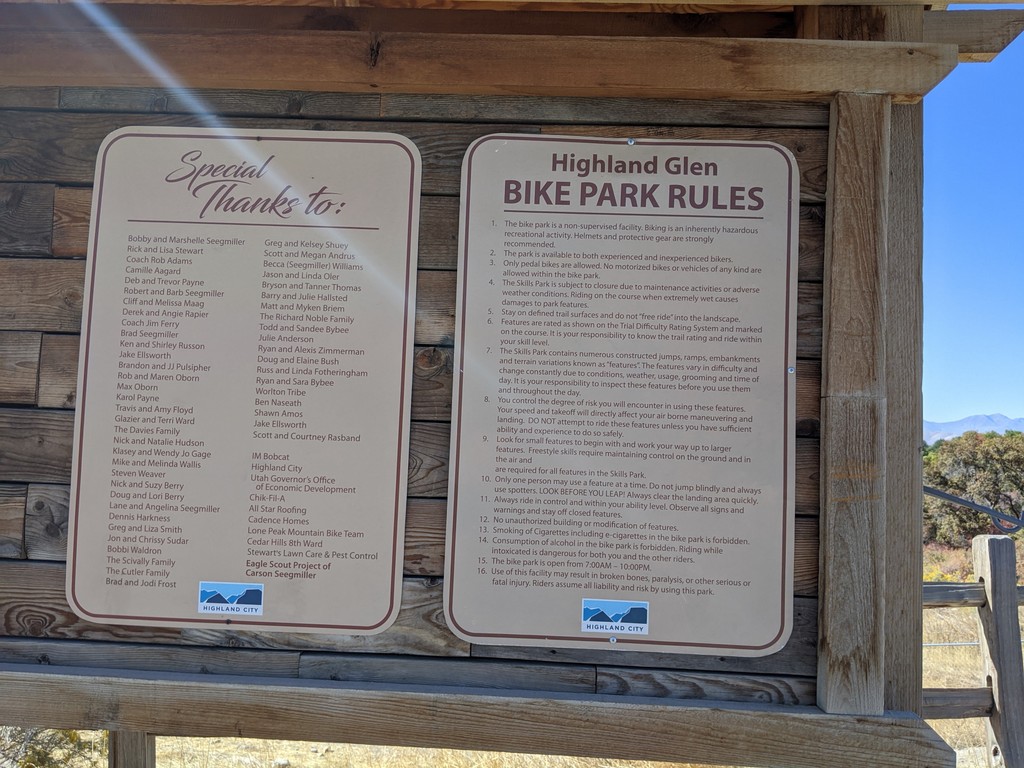 Special
Thanks to:
Bobby and Marshelle Seegmiller
Rick and Lisa Stewart
Coach Rob Adams
Camille Aagard
Deb and Trevor Payne
Robert and Barb Seegmiller
Cliff and Melissa Maag
Derek and Angie Rapier
Coach Jim Ferry
Brad Seegmiller
Ken and Shirley Russon
Jake Ellsworth
Brandon and JJ Pulsipher
Rob and Maren Oborn
Max Oborn
Karol Payne
Travis and Amy Floyd
Glazier and Terri Ward
The Davies Family
Nick and Natalie Hudson
Klasey and Wendy Jo Gage
Mike and Melinda Wallis
Steven Weaver
Nick and Suzy Berry
Doug and Lori Berry
Lane and Angelina Seegmiller
Dennis Harkness
Greg and Liza Smith
Jon and Chrissy Sudar
Bobbi Waldron
The Scivally Family
The Cutler Family
Brad and Jodi Frost
Greg and Kelsey Shuey
Scott and Megan Andrus
Becca (Seegmiller) Williams
Jason and Linda Oler
Bryson and Tanner Thomas
Barry and Julie Hallsted
Matt and Myken Briem
The Richard Noble Family
Todd and Sandee Bybee
Julie Anderson
Ryan and Alexis Zimmerman
Doug and Elaine Bush
Russ and Linda Fotheringham
Ryan and Sara Bybee
Worlton Tribe
Ben Naseath
Shawn Amos
Jake Ellsworth
Scott and Courtney Rasband
IM Bobcat
Highland City
Utah Governor's Office
of Economic Development
Chik-Fil-A
All Star Roofing
Cadence Homes
Lone Peak Mountain Bike Team
Cedar Hills 8th Ward
Stewart's Lawn Care & Pest Control
Eagle Scout Project of
Carson Seegmiller
HIGHLAND CITY
Highland Glen
BIKE PARK RULES
1. The bike park is a non-supervised facility. Biking is an inherently hazardous
recreational activity. Helmets and protective gear are strongly
recommended.
2. The park is available to both experienced and inexperienced bikers.
3. Only pedal bikes are allowed. No motorized bikes or vehicles of any kind are
allowed within the bike park.
4. The Skills Park is subject to closure due to maintenance activities or adverse
weather conditions. Riding on the course when extremely wet causes
damages to park features.
5. Stay on defined trail surfaces and do not "free ride" into the landscape.
6. Features are rated as shown on the Trial Difficulty Rating System and marked
on the course. It is your responsibility to know the trail rating and ride within
your skill level.
7. The Skills Park contains numerous constructed jumps, ramps, embankments
and terrain variations known as "features". The features vary in difficulty and
change constantly due to conditions, weather, usage, grooming and time of
day. It is your responsibility to inspect these features before you use them
and throughout the day.
8. You control the degree of risk you will encounter in using these features.
Your speed and takeoff will directly affect your air borne maneuvering and
landing. DO NOT attempt to ride these features unless you have sufficient
ability and experience to do so safely.
9. Look for small features to begin with and work your way up to larger
features. Freestyle skills require maintaining control on the ground and in
the air and
are required for all features in the Skills Park,
10. Only one person may use a feature at a time. Do not jump blindly and always
use spotters. LOOK BEFORE YOU LEAP! Always clear the landing area quickly.
11. Always ride in control and within your ability level. Observe all signs and
warnings and stay off closed features.
12. No unauthorized building or modification of features.
13. Smoking of Cigarettes including e-cigarettes in the bike park is forbidden.
14. Consumption of alcohol in the bike park is forbidden. Riding while
intoxicated is dangerous for both you and the other riders.
15. The bike park is open from 7:00AM – 10:00PM.
16. Use of this facility may result in broken bones, paralysis, or other serious or
fatal injury. Riders assume all liability and risk by using this park.
HIGHLAND CITY